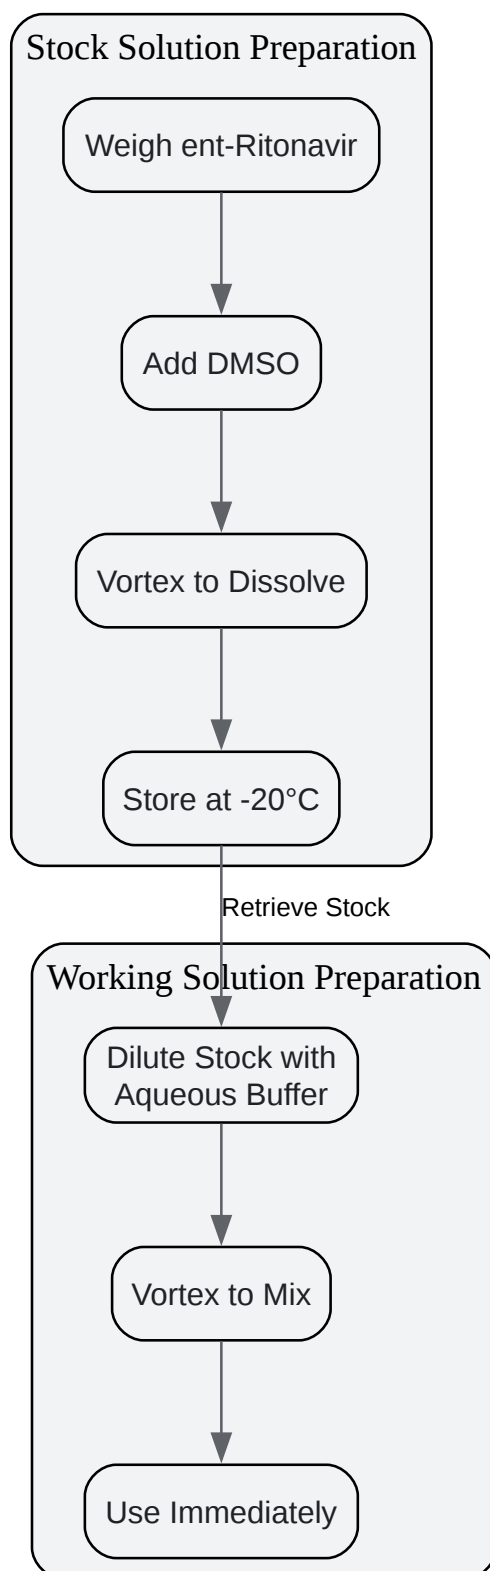 Stock Solution Preparation
Weigh ent-Ritonavir
Add DMSO
Vortex to Dissolve
Store at -20°C
Retrieve Stock
Working Solution Preparation
Dilute Stock with
Aqueous Buffer
Vortex to Mix
Use Immediately